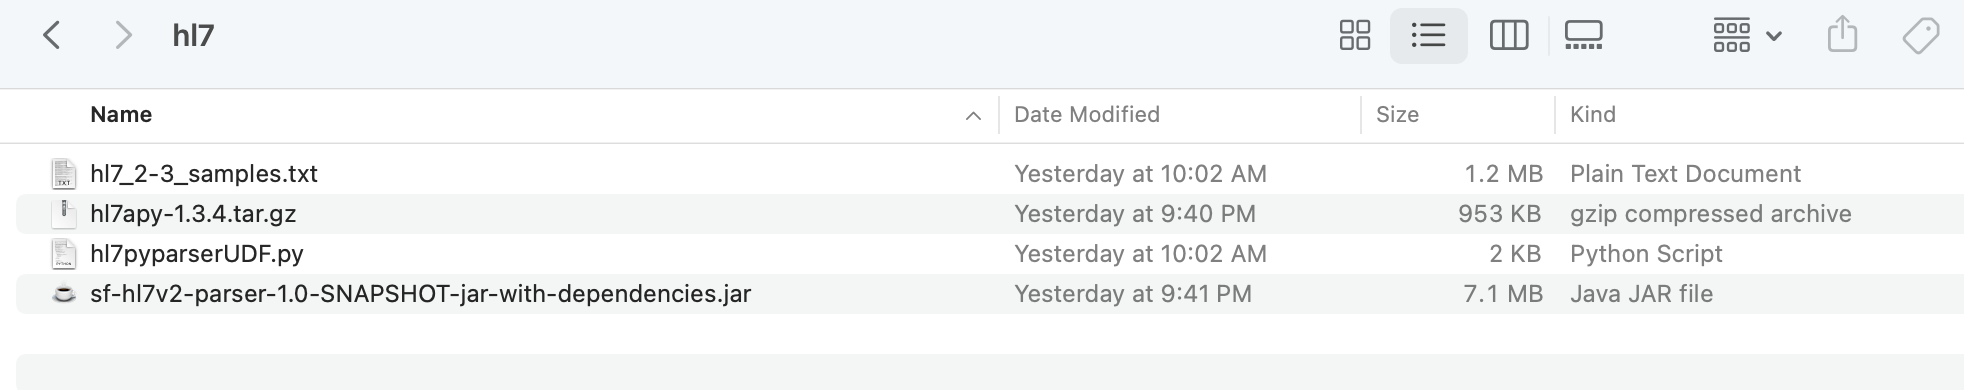 hl7
Name Date Modified Size Kind
hl7_2-3_samples.txt Yesterday at 10:02 AM 1.2 MB Plain Text Document
hl7apy-1.3.4.tar.gz Yesterday at 9:40 PM 953 KB gzip compressed archive
hl7pyparserUDF.py Yesterday at 10:02 AM 2 KB Python Script
sf-hl7v2-parser-1.0-SNAPSHOT-jar-with-dependencies.jar Yesterday at 9:41 PM 7.1 MB Java JAR file